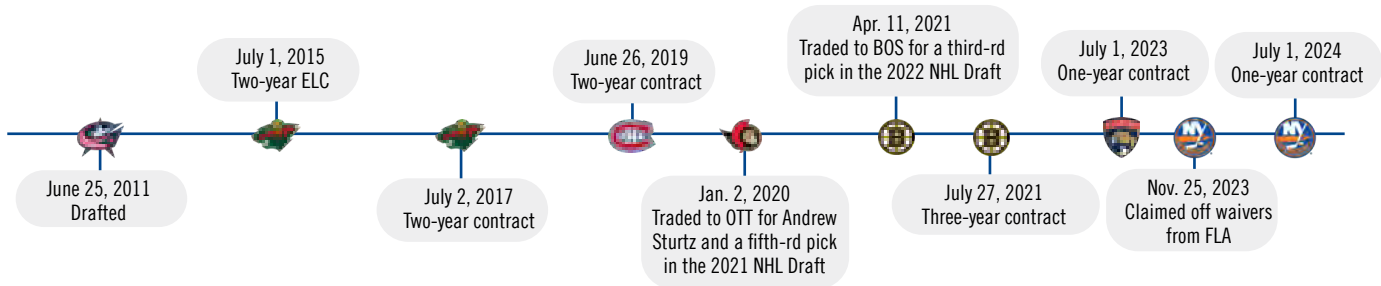 June 25, 2011
Drafted
July 1, 2015
Two-year ELC
July 2, 2017
Two-year contract
June 26, 2019
Two-year contract
Jan. 2, 2020
Traded to OTT for Andrew
Sturtz and a fifth-rd pick
in the 2021 NHL Draft
Apr. 11, 2021
Traded to BOS for a third-rd
pick in the 2022 NHL Draft
July 27, 2021
Three-year contract
July 1, 2023
One-year contract
Nov. 25, 2023
Claimed off waivers
from FLA
July 1, 2024
One-year contract
B
B
NY
NY